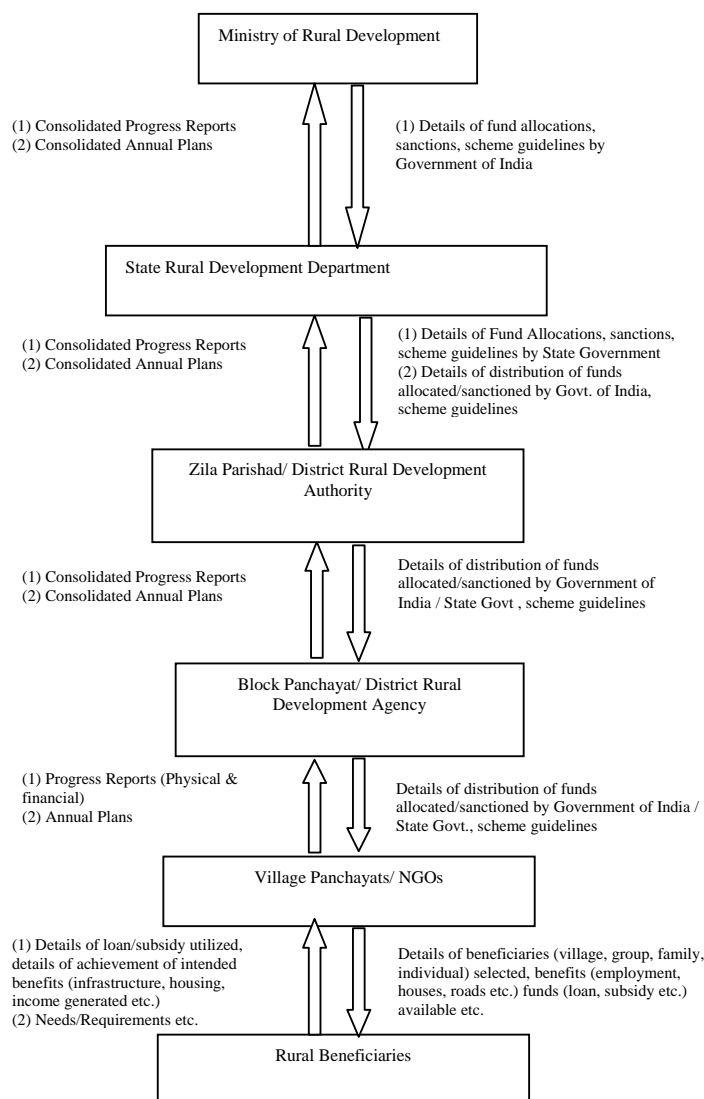 Ministry of Rural Development
(1) Consolidated Progress Reports
(2) Consolidated Annual Plans
(1) Details of fund allocations,
sanctions, scheme guidelines by
Government of India
State Rural Development Department
(1) Consolidated Progress Reports
(2) Consolidated Annual Plans
(1) Details of Fund Allocations, sanctions,
scheme guidelines by State Government
(2) Details of distribution of funds
allocated/sanctioned by Govt. of India,
scheme guidelines
Zila Parishad/ District Rural Development
Authority
(1) Consolidated Progress Reports
(2) Consolidated Annual Plans
Details of distribution of funds
allocated/sanctioned by Government of
India / State Govt , scheme guidelines
Block Panchayat/ District Rural
Development Agency
(1) Progress Reports (Physical &
financial)
(2) Annual Plans
Details of distribution of funds
allocated/sanctioned by Government of India /
State Govt., scheme guidelines
Village Panchayats/ NGOs
(1) Details of loan/subsidy utilized,
details of achievement of intended
benefits (infrastructure, housing,
income generated etc.)
(2) Needs/Requirements etc.
Details of beneficiaries (village, group, family,
individual) selected, benefits (employment,
houses, roads etc.) funds (loan, subsidy etc.)
available etc.
Rural Beneficiaries